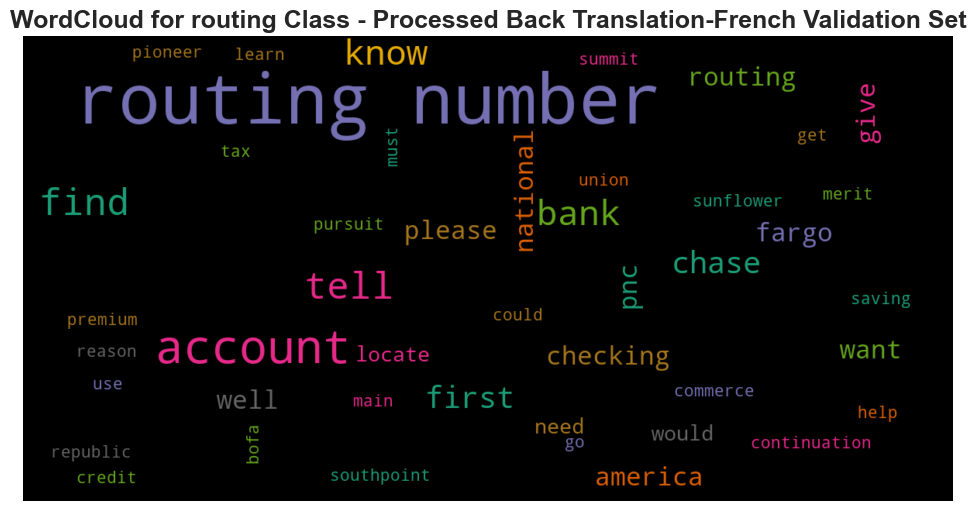 WordCloud for routing Class - Processed Back Translation-French Validation Set
pioneer
learn
know
summit
routing
give
routing number
must
get
tax
national
union
merit
find
sunflower
bank
pursuit
please
fargo
chase
pnc
tell
saving
could
premium
account
locate
checking
want
reason
use
commerce
well
main
first
help
need
would
go
continuation
bofa
republic
credit
southpoint
america